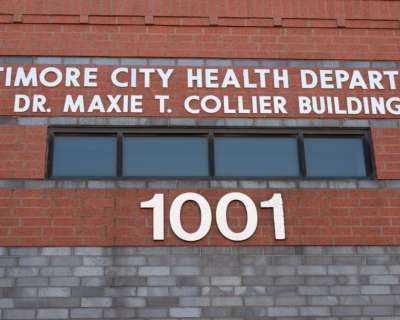 TIMORE CITY HEALTH DEPART
DR. MAXIE T. COLLIER BUILDING
1001